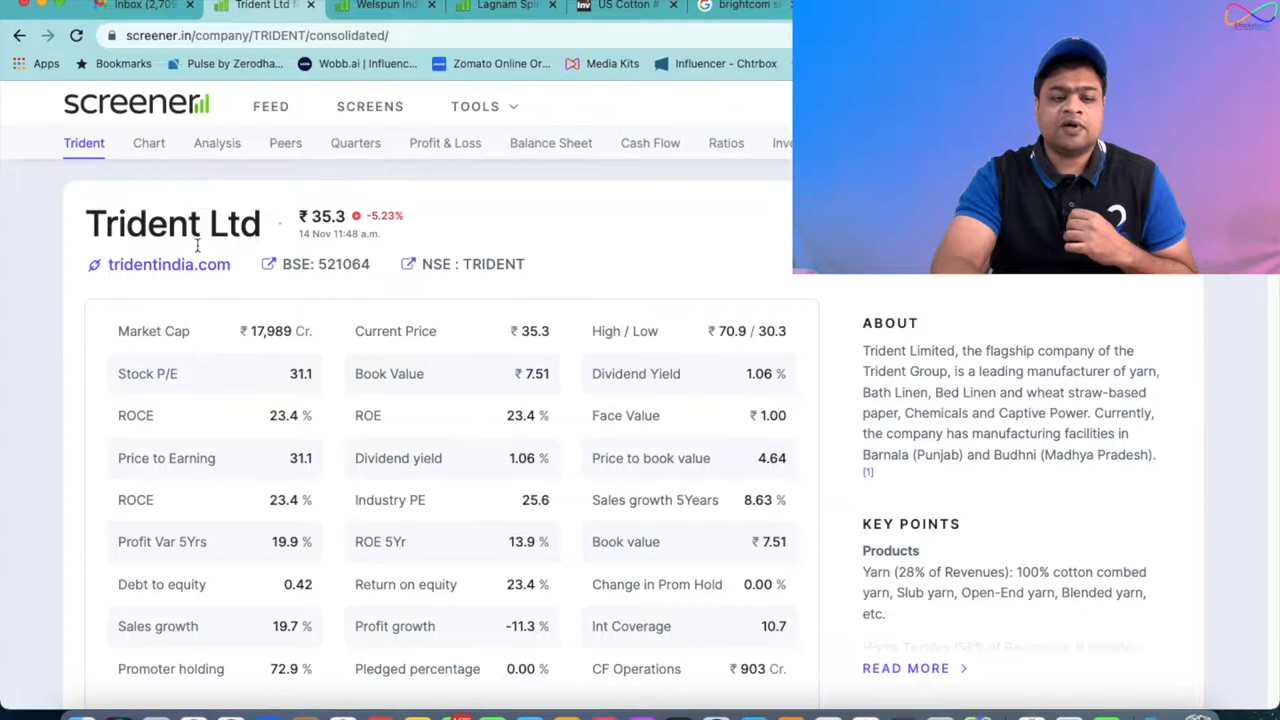 Inbox (2,709
Trident Ltd f
Welspun Ind
Lagnam Spin
Inv
US Cotton #
brightcom s
screener.in/company/TRIDENT/consolidated/
Apps
Bookmarks
Pulse by Zerodha...
Wobb.ai | Influenc...
Zomato Online Or...
Media Kits
Influencer - Chtrbox
screener
FEED
SCREENS
TOOLS
Trident
Chart
Analysis
Peers
Quarters
Profit & Loss
Balance Sheet
Cash Flow
Ratios
Inve
Trident Ltd
₹ 35.3 -5.23%
14 Nov 11:48 a.m.
tridentindia.com
BSE: 521064
NSE : TRIDENT
Market Cap ₹ 17,989 Cr.
Current Price ₹ 35.3
High / Low ₹ 70.9 / 30.3
Stock P/E 31.1
Book Value ₹ 7.51
Dividend Yield 1.06 %
ROCE 23.4 %
ROE 23.4 %
Face Value ₹ 1.00
Price to Earning 31.1
Dividend yield 1.06 %
Price to book value 4.64
ROCE 23.4 %
Industry PE 25.6
Sales growth 5Years 8.63 %
Profit Var 5Yrs 19.9 %
ROE 5Yr 13.9 %
Book value ₹ 7.51
Debt to equity 0.42
Return on equity 23.4 %
Change in Prom Hold 0.00 %
Sales growth 19.7 %
Profit growth -11.3 %
Int Coverage 10.7
Promoter holding 72.9 %
Pledged percentage 0.00 %
CF Operations ₹ 903 Cr.
ABOUT
Trident Limited, the flagship company of the
Trident Group, is a leading manufacturer of yarn,
Bath Linen, Bed Linen and wheat straw-based
paper, Chemicals and Captive Power. Currently,
the company has manufacturing facilities in
Barnala (Punjab) and Budhni (Madhya Pradesh).
[1]
KEY POINTS
Products
Yarn (28% of Revenues): 100% cotton combed
yarn, Slub yarn, Open-End yarn, Blended yarn,
etc.
READ MORE